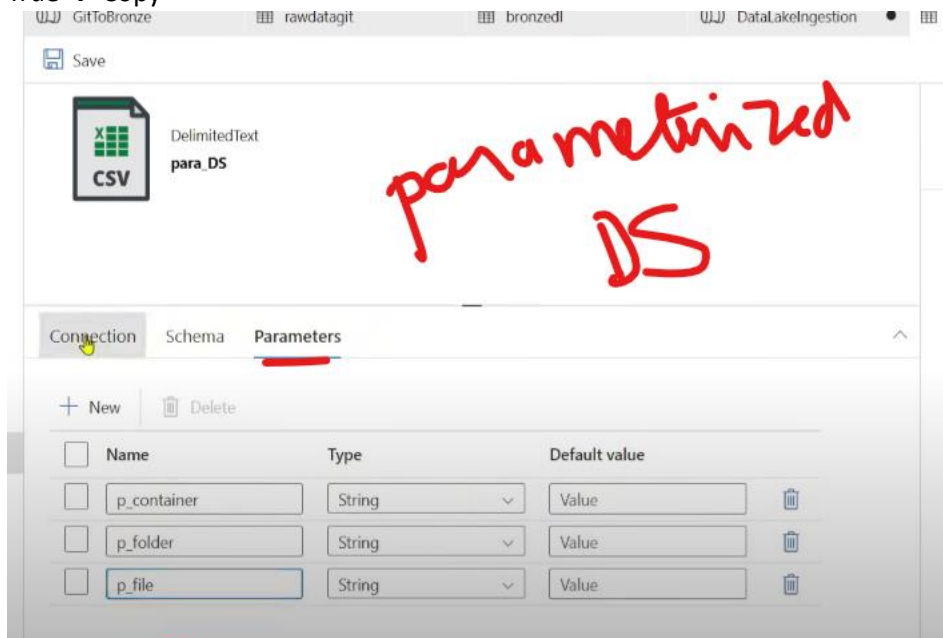 GitToBronze rawdatagit bronzedl DataLakeIngestion
Save
DelimitedText
para_DS
CSV
parametrized
DS
Connection Schema Parameters
New Delete
Name Type Default value
p_container String Value
p_folder String Value
p_file String Value